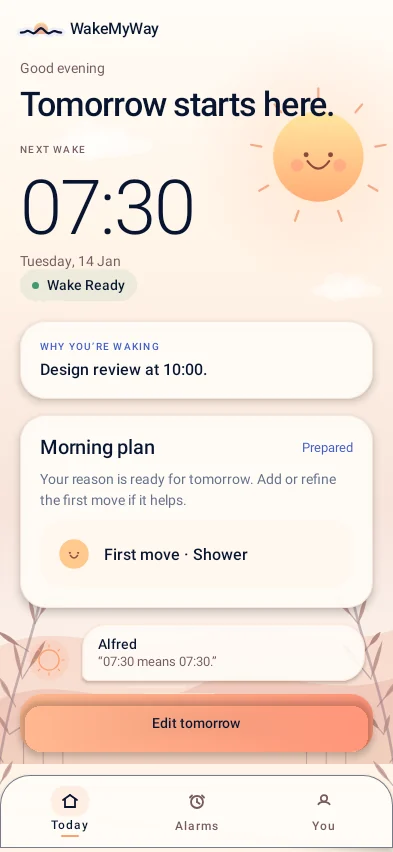 WakeMyWay
Good evening
Tomorrow starts here.
NEXT WAKE
07:30
Tuesday, 14 Jan
Wake Ready
WHY YOU'RE WAKING
Design review at 10:00.
Morning plan
Prepared
Your reason is ready for tomorrow. Add or refine
the first move if it helps.
First move · Shower
Alfred
“07:30 means 07:30.”
Edit tomorrow
Today
Alarms
You